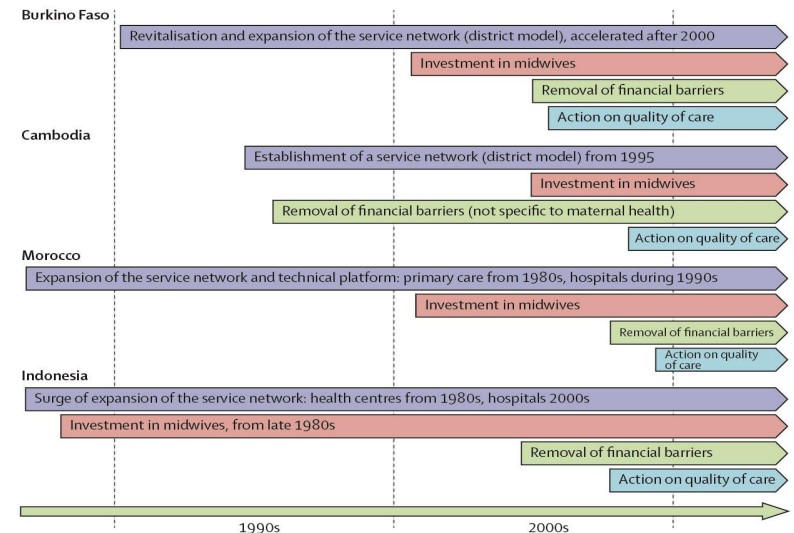 Burkino Faso
Revitalisation and expansion of the service network (district model), accelerated after 2000
Investment in midwives
Removal of financial barriers
Action on quality of care
Cambodia
Establishment of a service network (district model) from 1995
Investment in midwives
Removal of financial barriers (not specific to maternal health)
Action on quality of care
Morocco
Expansion of the service network and technical platform: primary care from 1980s, hospitals during 1990s
Investment in midwives
Removal of financial barriers
Action on quality
of care
Indonesia
Surge of expansion of the service network: health centres from 1980s, hospitals 2000s
Investment in midwives, from late 1980s
Removal of financial barriers
Action on quality of care
1990s 2000s